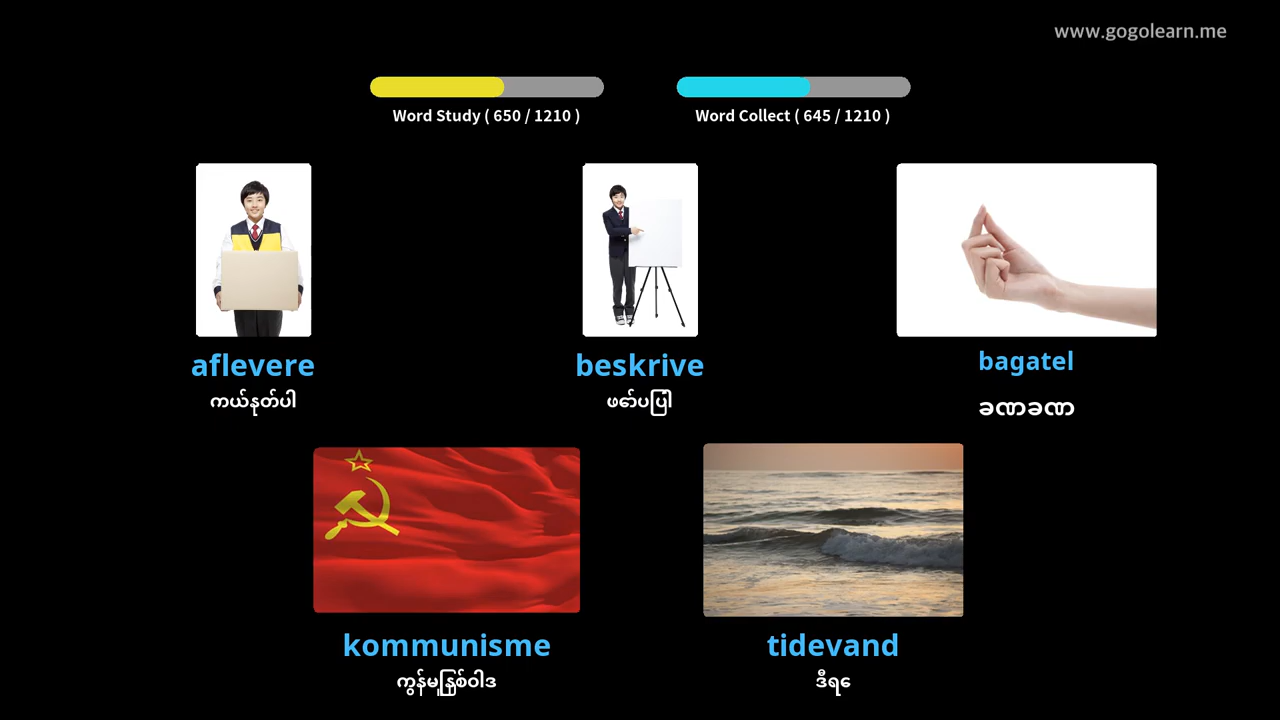 www.gogolearn.me
Word Study ( 650 / 1210 )
Word Collect ( 645 / 1210 )
aflevere
ကယ်နုတ်ပါ
beskrive
ဖော်ပပြါ
bagatel
ခဏခဏ
kommunisme
ကွန်မူနြှစ်ဝါဒ
tidevand
ဒီရေ